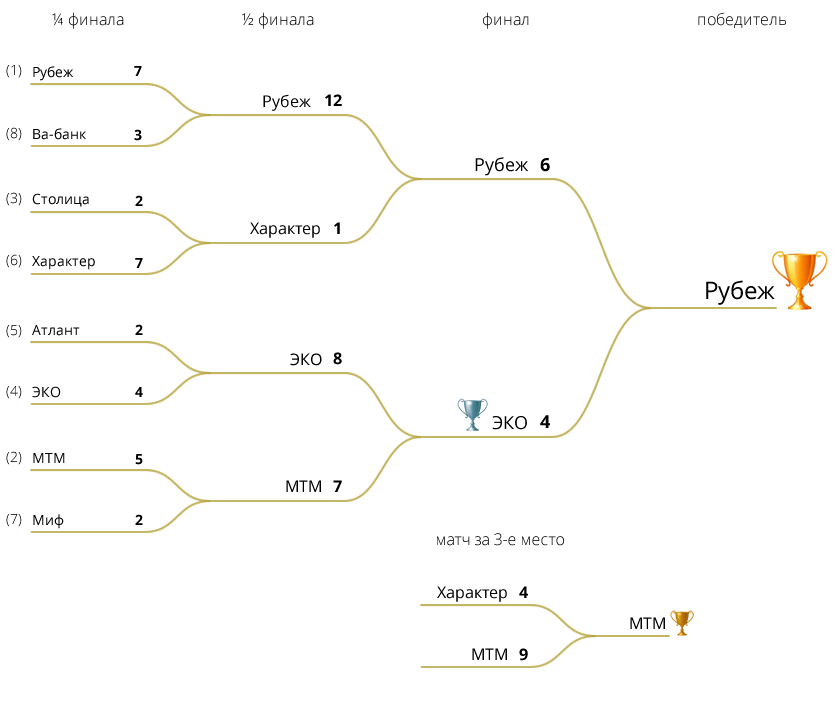 ¼ финала ½ финала финал победитель
(1) Рубеж 7
Рубеж 12
(8) Ва-банк 3
Рубеж 6
(3) Столица 2
Характер 1
(6) Характер 7
Рубеж
(5) Атлант 2
ЭКО 8
(4) ЭКО 4
ЭКО 4
(2) МТМ 5
МТМ 7
(7) Миф 2
матч за 3-е место
Характер 4
МТМ
МТМ 9